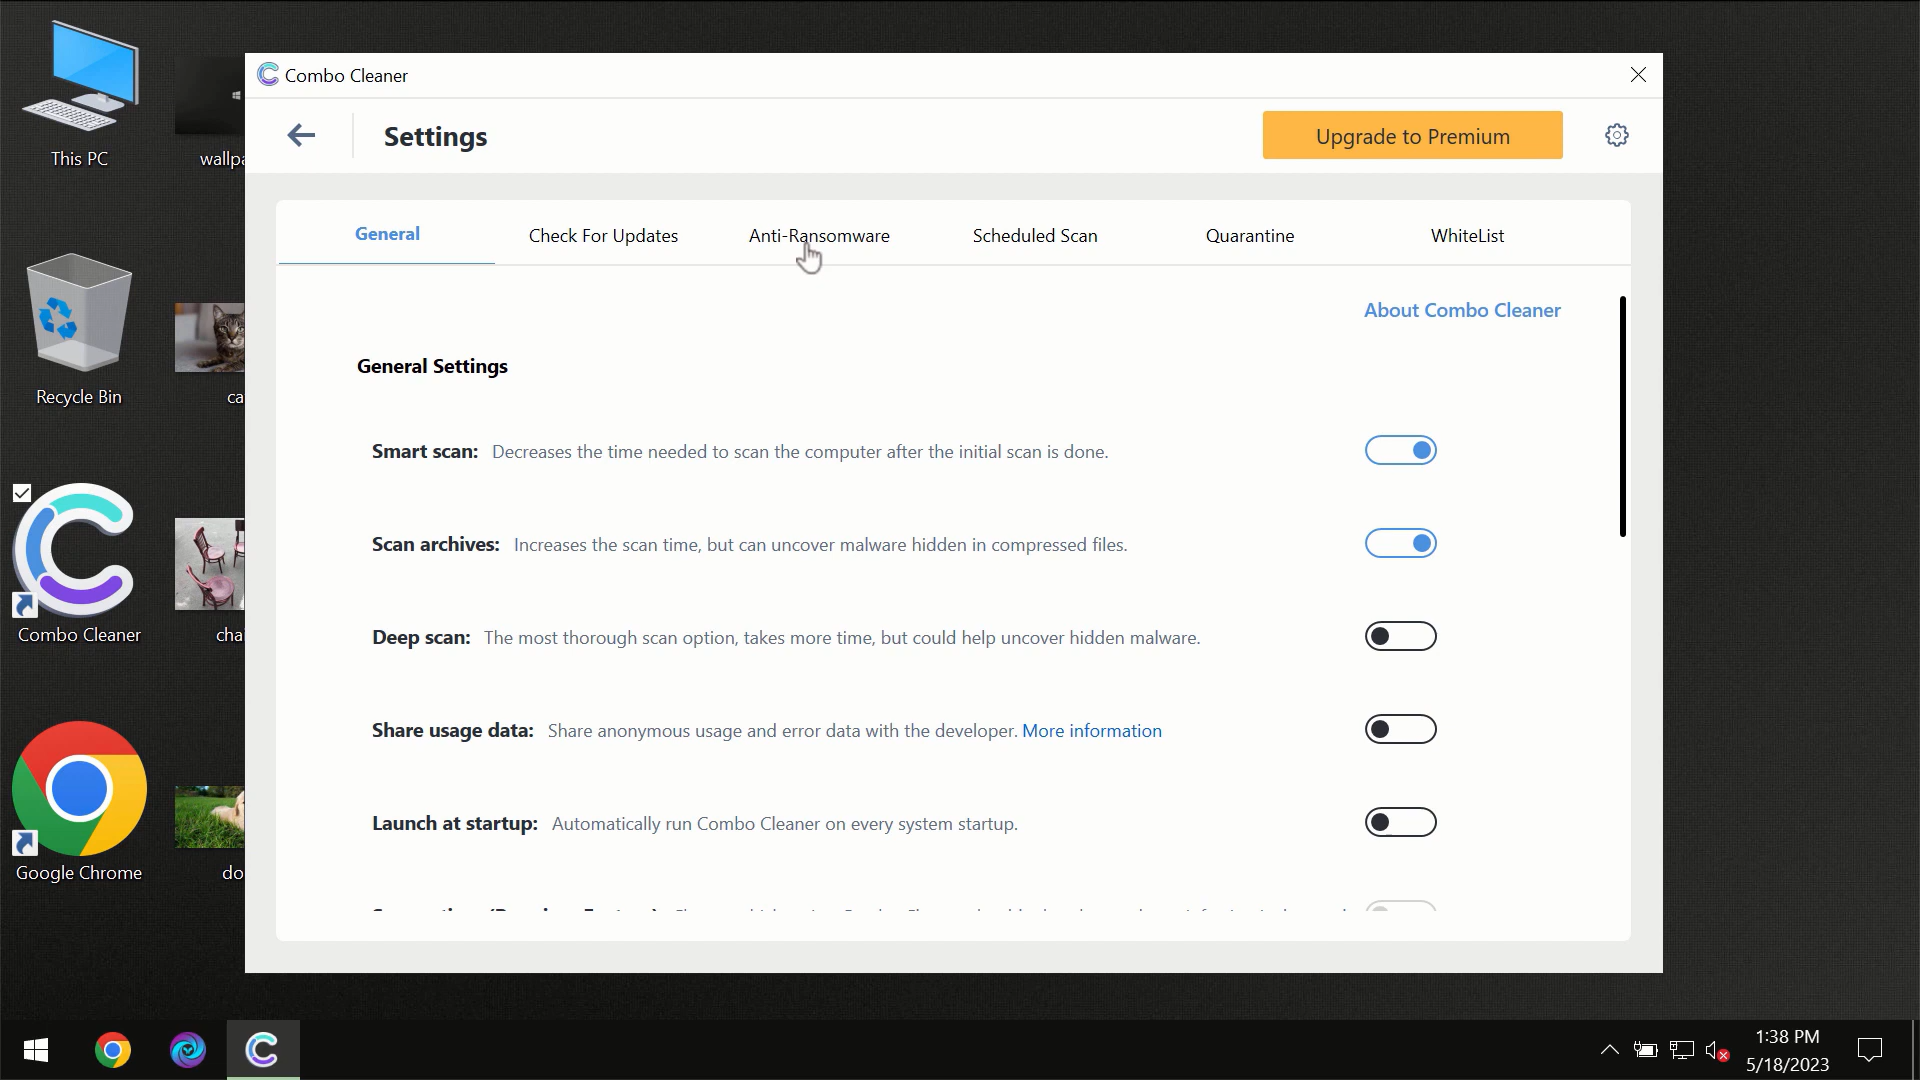 This PC
wallpa
Recycle Bin
ca
Combo Cleaner
chai
Google Chrome
do
Combo Cleaner
Settings
Upgrade to Premium
General
Check For Updates
Anti-Ransomware
Scheduled Scan
Quarantine
WhiteList
About Combo Cleaner
General Settings
Smart scan: Decreases the time needed to scan the computer after the initial scan is done.
Scan archives: Increases the scan time, but can uncover malware hidden in compressed files.
Deep scan: The most thorough scan option, takes more time, but could help uncover hidden malware.
Share usage data: Share anonymous usage and error data with the developer. More information
Launch at startup: Automatically run Combo Cleaner on every system startup.
1:38 PM
5/18/2023